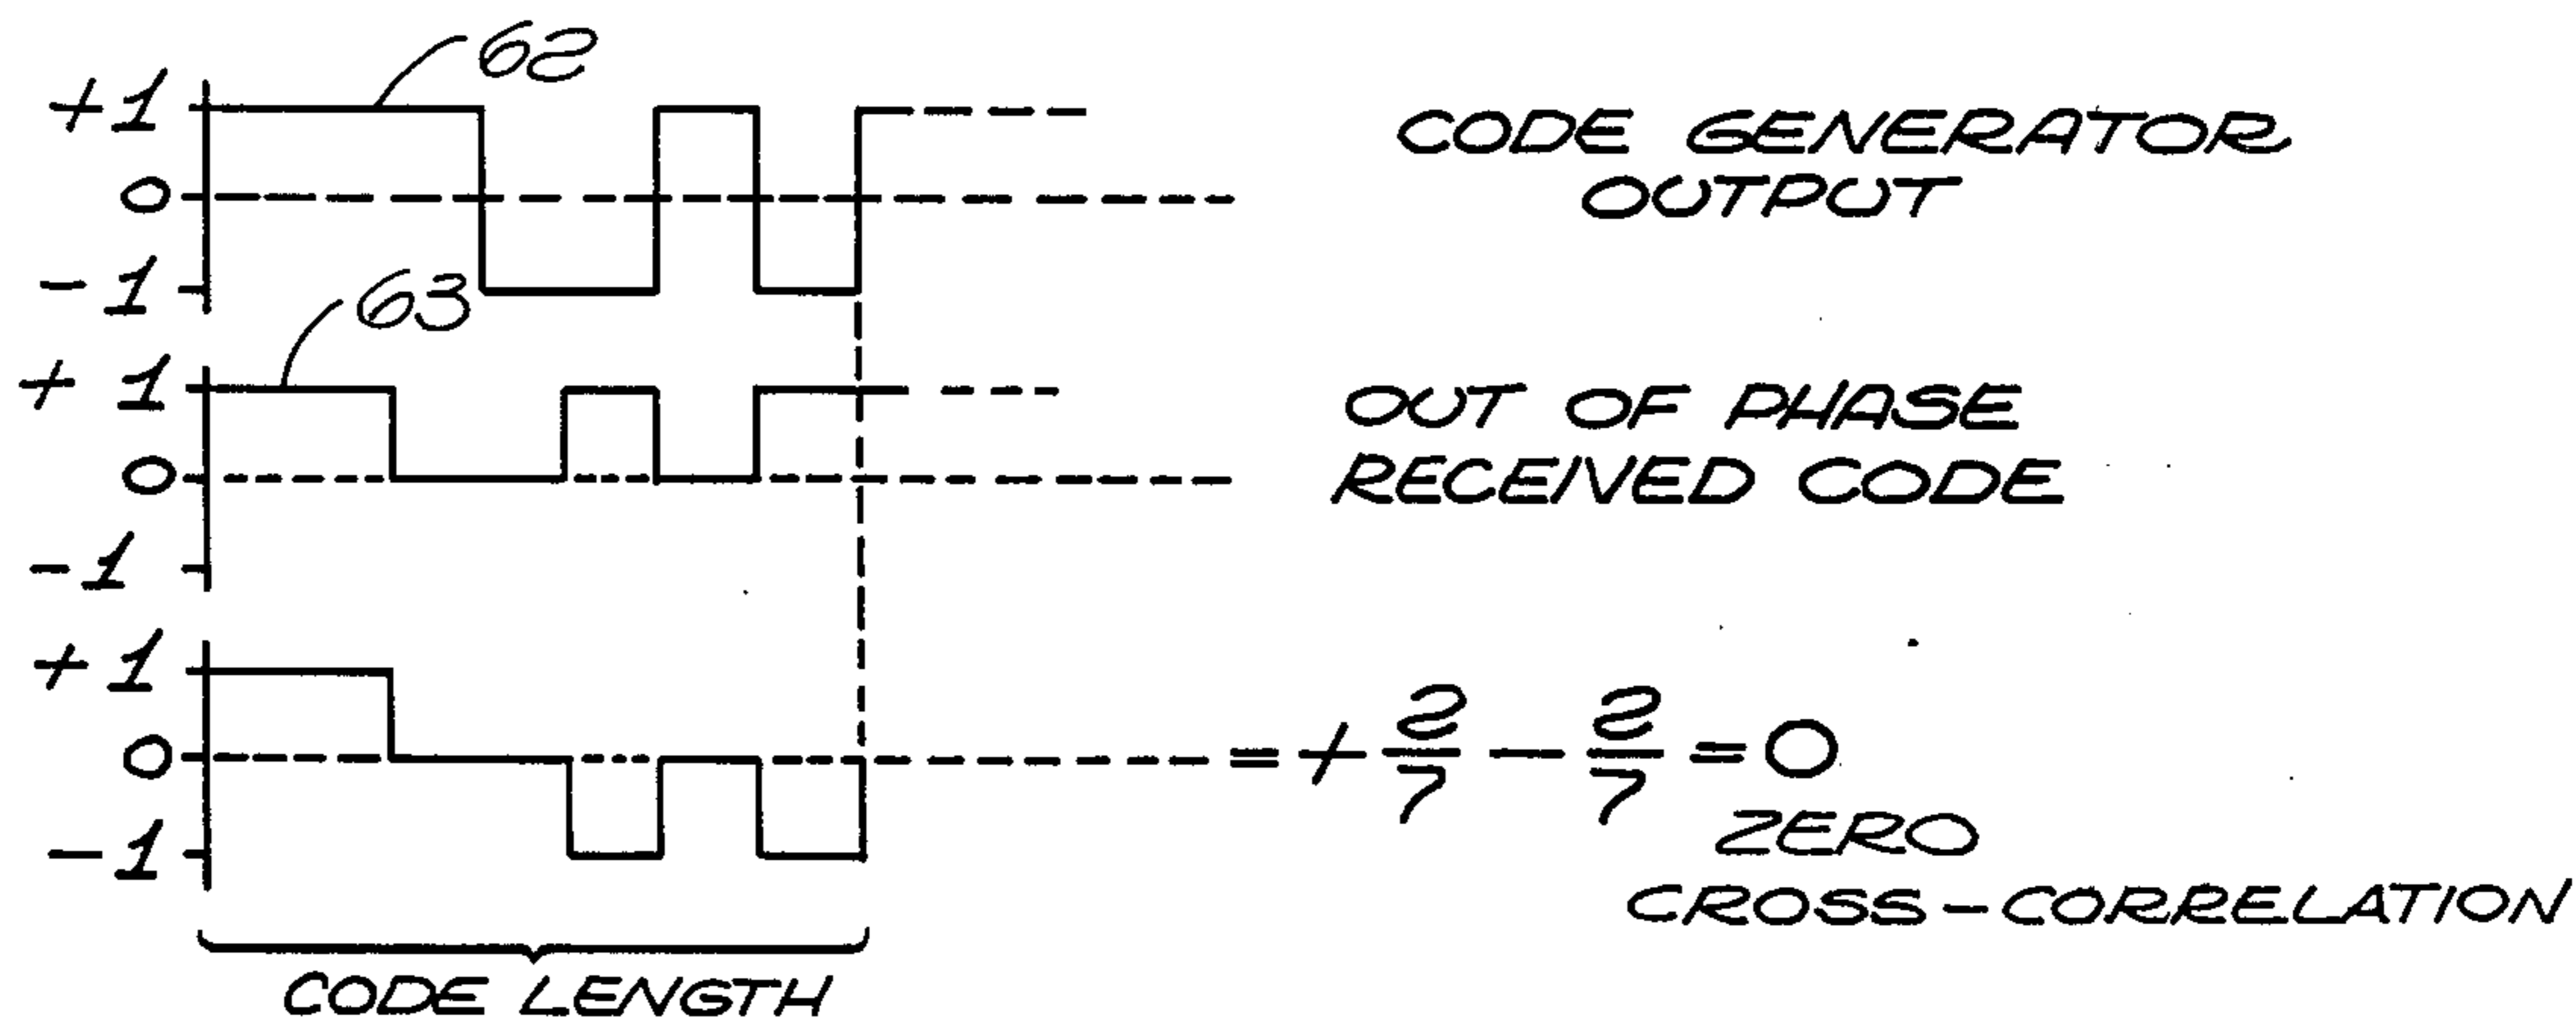 62
+1
0
-1
CODE GENERATOR
OUTPUT
63
+1
0
-1
OUT OF PHASE
RECEIVED CODE
+1
0
-1
= + 2/7 - 2/7 = 0
ZERO
CROSS-CORRELATION
CODE LENGTH